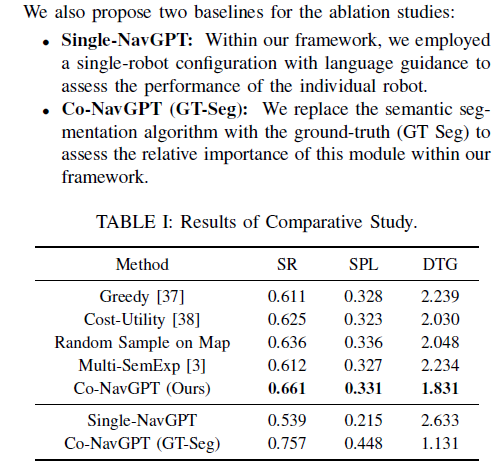 We also propose two baselines for the ablation studies:
• Single-NavGPT: Within our framework, we employed
a single-robot configuration with language guidance to
assess the performance of the individual robot.
• Co-NavGPT (GT-Seg): We replace the semantic seg-
mentation algorithm with the ground-truth (GT Seg) to
assess the relative importance of this module within our
framework.
TABLE I: Results of Comparative Study.
Method SR SPL DTG
Greedy [37] 0.611 0.328 2.239
Cost-Utility [38] 0.625 0.323 2.030
Random Sample on Map 0.636 0.336 2.048
Multi-SemExp [3] 0.612 0.327 2.234
Co-NavGPT (Ours) 0.661 0.331 1.831
Single-NavGPT 0.539 0.215 2.633
Co-NavGPT (GT-Seg) 0.757 0.448 1.131